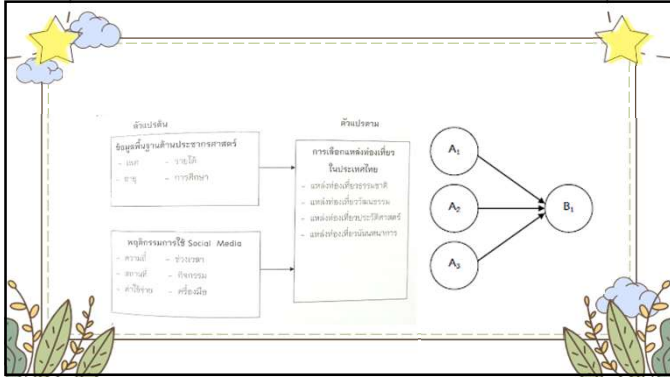 ตัวแปรต้น
ข้อมูลพื้นฐานด้านประชากรศาสตร์
- เพศ - รายได้
- อายุ - การศึกษา
พฤติกรรมการใช้ Social Media
- ความถี่ - ช่วงเวลา
- สถานที่ - กิจกรรม
- ค่าใช้จ่าย - เครื่องมือ
ตัวแปรตาม
การเลือกแหล่งท่องเที่ยว
ในประเทศไทย
- แหล่งท่องเที่ยวธรรมชาติ
- แหล่งท่องเที่ยววัฒนธรรม
- แหล่งท่องเที่ยวประวัติศาสตร์
- แหล่งท่องเที่ยวนันทนาการ
A1
A2
A3
B1